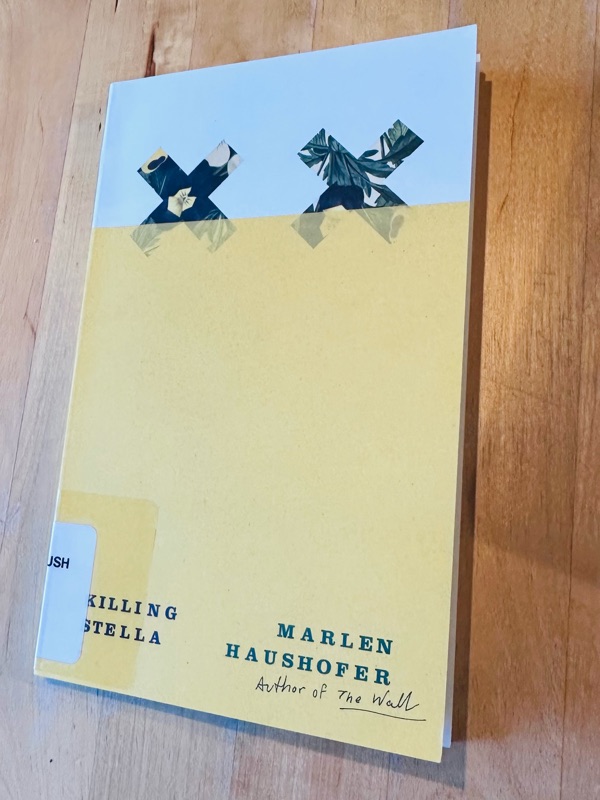 USH
KILLING
STELLA
MARLEN
HAUSHOFER
Author of The Wall